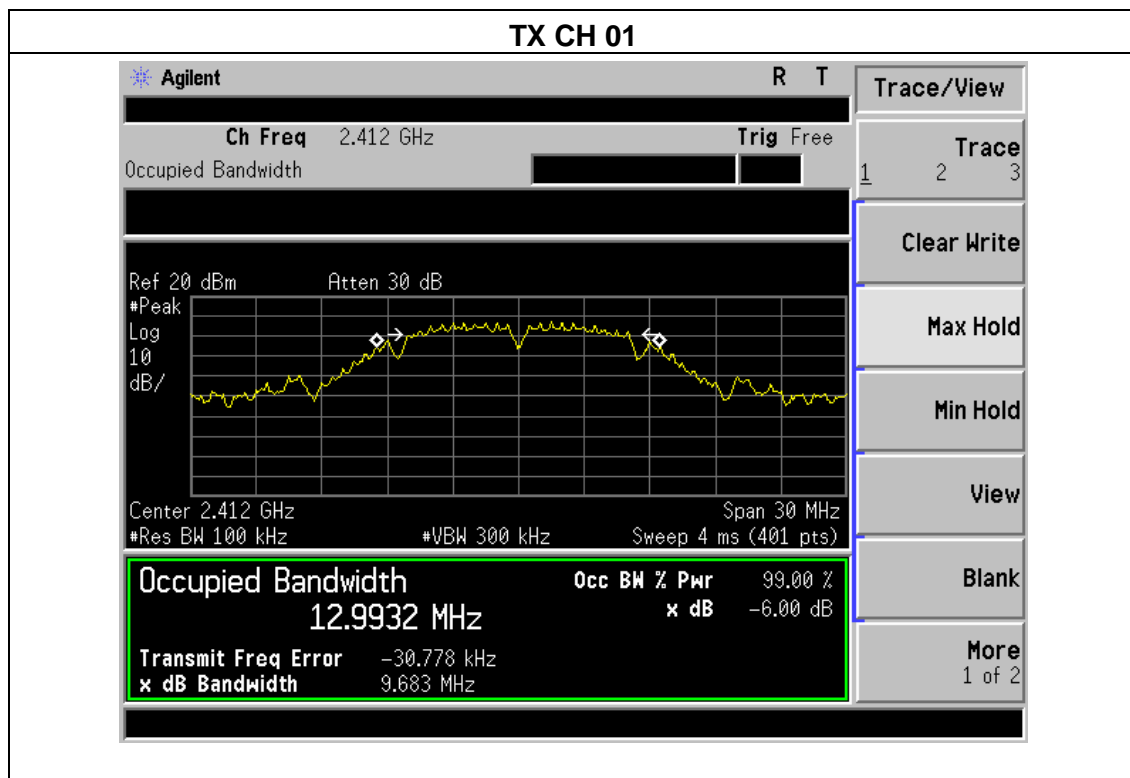 TX CH 01
Agilent
R T
Trace/View
Ch Freq 2.412 GHz
Trig Free
Occupied Bandwidth
Trace
1 2 3
Clear Write
Ref 20 dBm Atten 30 dB
#Peak
Log
10
dB/
Max Hold
Min Hold
View
Center 2.412 GHz Span 30 MHz
#Res BW 100 kHz #VBW 300 kHz Sweep 4 ms (401 pts)
Occupied Bandwidth
12.9932 MHz
Occ BW % Pwr 99.00 %
x dB -6.00 dB
Transmit Freq Error -30.778 kHz
x dB Bandwidth 9.683 MHz
Blank
More
1 of 2